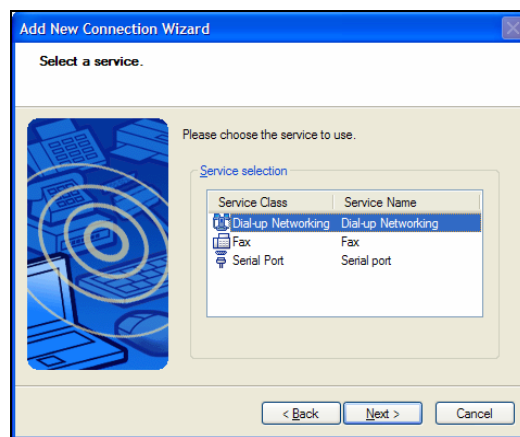 Add New Connection Wizard
Select a service.
Please choose the service to use.
Service selection
Service Class Service Name
Dial-up Networking Dial-up Networking
Fax Fax
Serial Port Serial port
< Back Next > Cancel